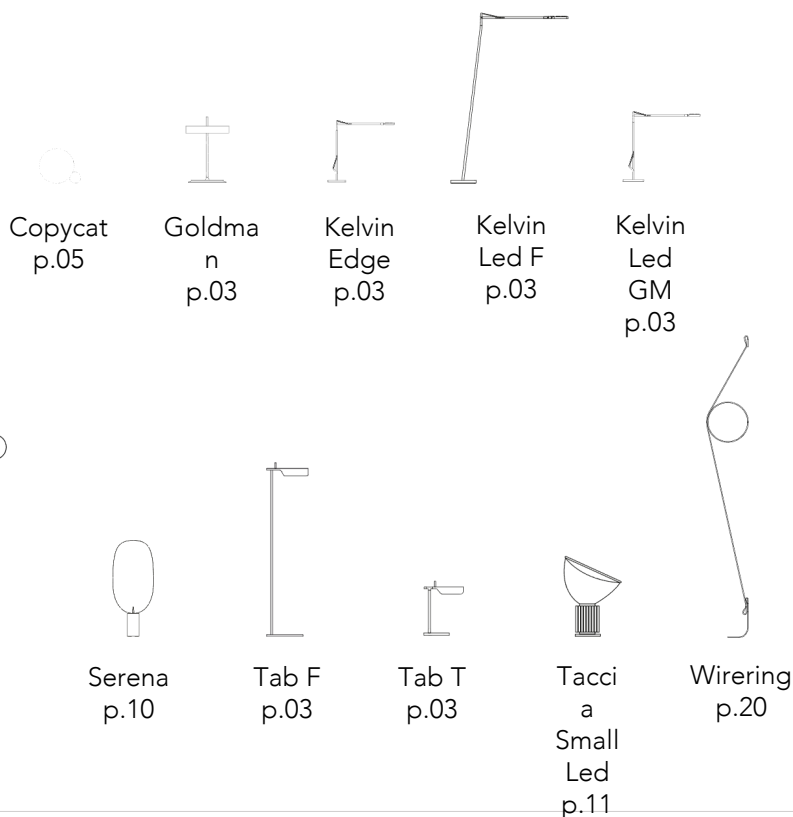 Copycat
p.05
Goldma
n
p.03
Kelvin
Edge
p.03
Kelvin
Led F
p.03
Kelvin
Led
GM
p.03
Serena
p.10
Tab F
p.03
Tab T
p.03
Tacci
a
Small
Led
p.11
Wirering
p.20